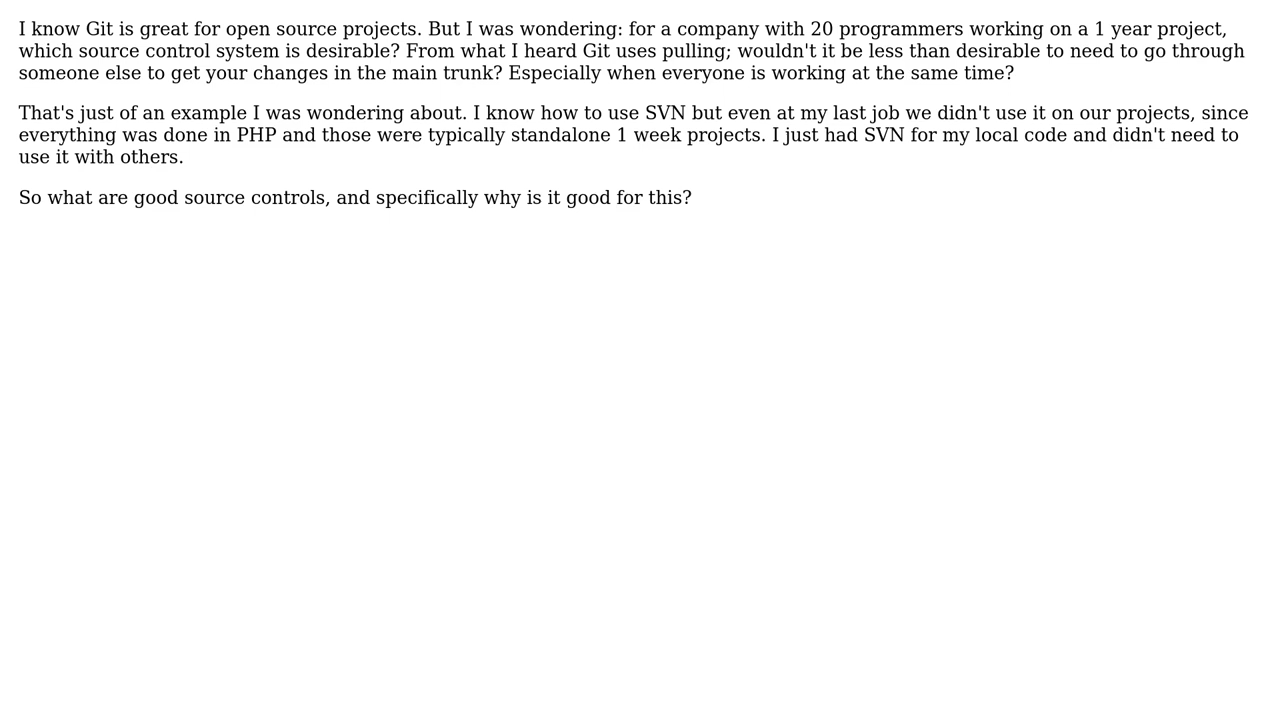 I know Git is great for open source projects. But I was wondering: for a company with 20 programmers working on a 1 year project,
which source control system is desirable? From what I heard Git uses pulling; wouldn't it be less than desirable to need to go through
someone else to get your changes in the main trunk? Especially when everyone is working at the same time?
That's just of an example I was wondering about. I know how to use SVN but even at my last job we didn't use it on our projects, since
everything was done in PHP and those were typically standalone 1 week projects. I just had SVN for my local code and didn't need to
use it with others.
So what are good source controls, and specifically why is it good for this?